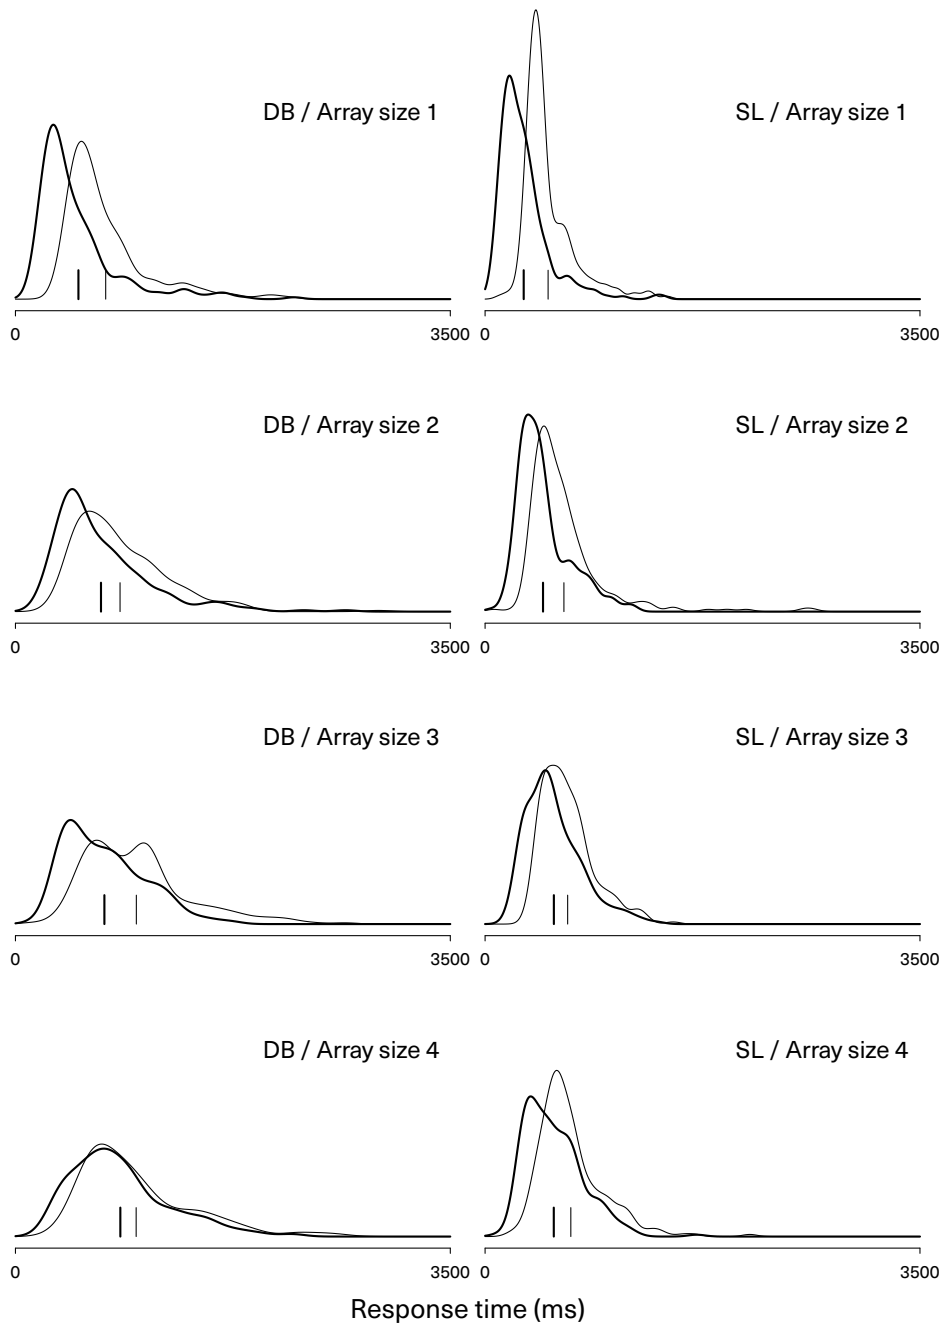 DB / Array size 1
SL / Array size 1
0 3500 0 3500
DB / Array size 2
SL / Array size 2
0 3500 0 3500
DB / Array size 3
SL / Array size 3
0 3500 0 3500
DB / Array size 4
SL / Array size 4
0 3500 0 3500
Response time (ms)